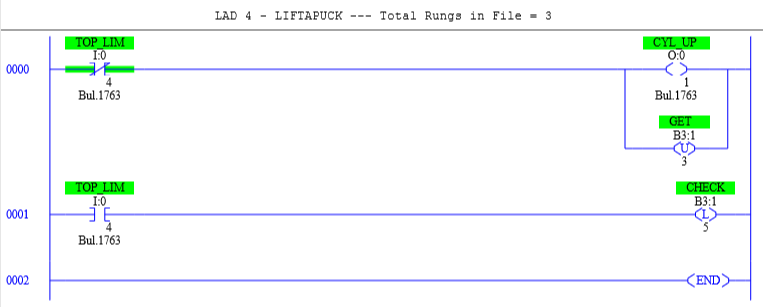 LAD 4 - LIFTAPUCK --- Total Rungs in File = 3
TOP_LIM CYL_UP
I:0 O:0
0000
4 1
Bul.1763 Bul.1763
GET
B3:1
U
3
TOP_LIM CHECK
I:0 B3:1
0001 L
4 5
Bul.1763
0002 END